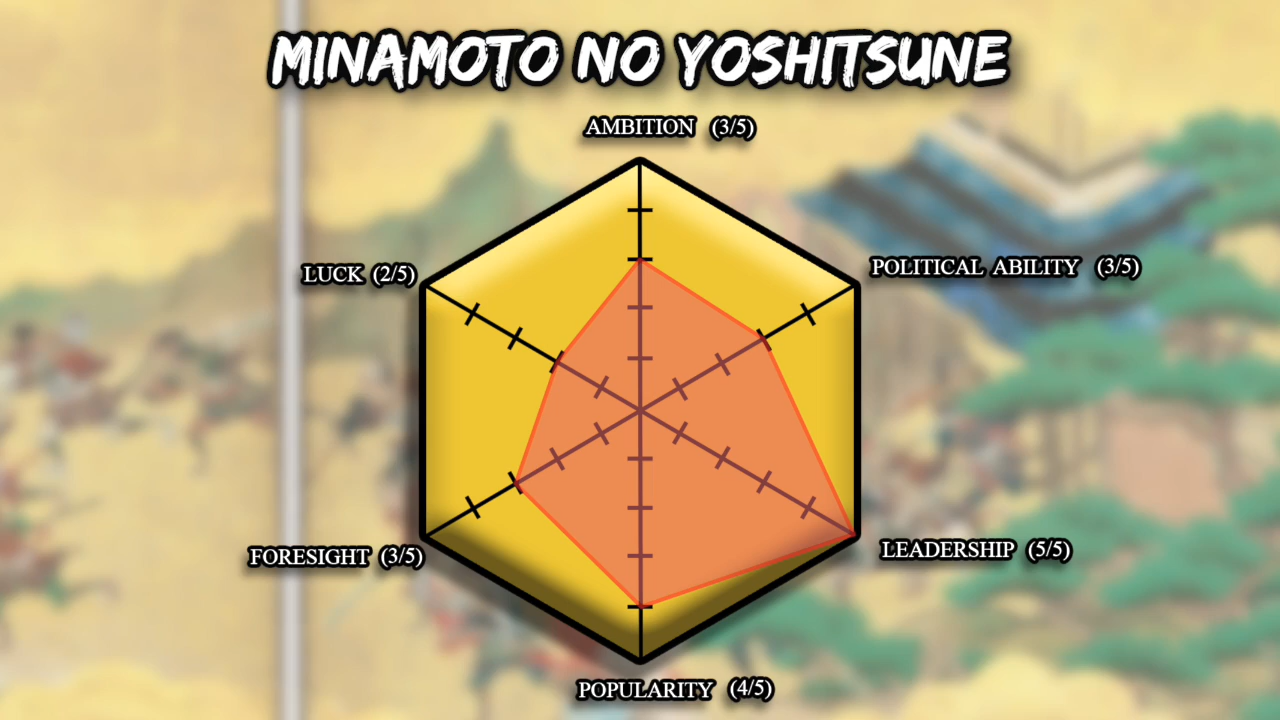 MINAMOTO NO YOSHITSUNE
AMBITION (3/5)
LUCK (2/5)
POLITICAL ABILITY (3/5)
FORESIGHT (3/5)
LEADERSHIP (5/5)
POPULARITY (4/5)